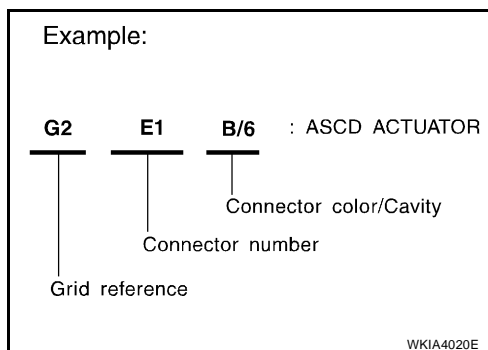 Example:
G2 E1 B/6 : ASCD ACTUATOR
Connector color/Cavity
Connector number
Grid reference
WKIA4020E